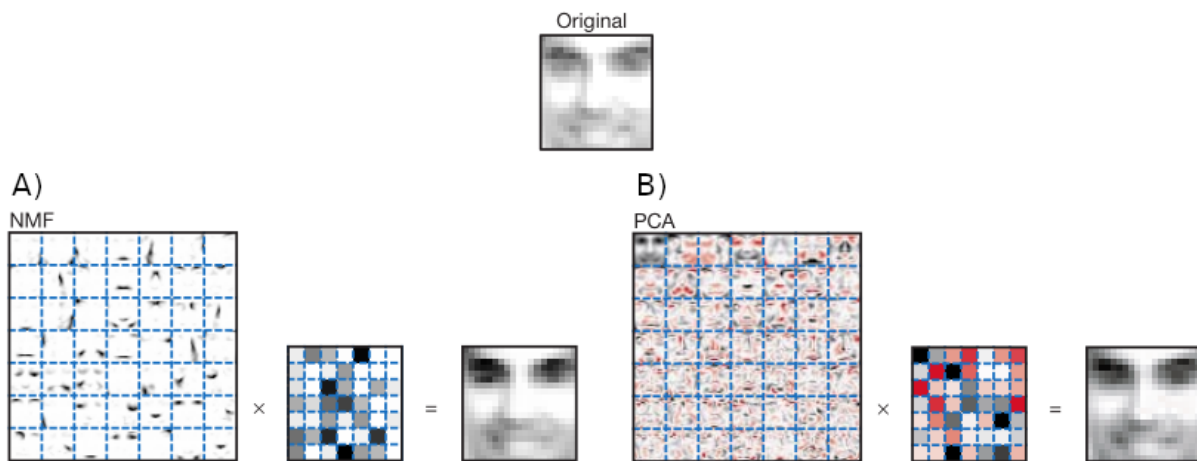 Original
A)
B)
NMF
PCA
× =
× =